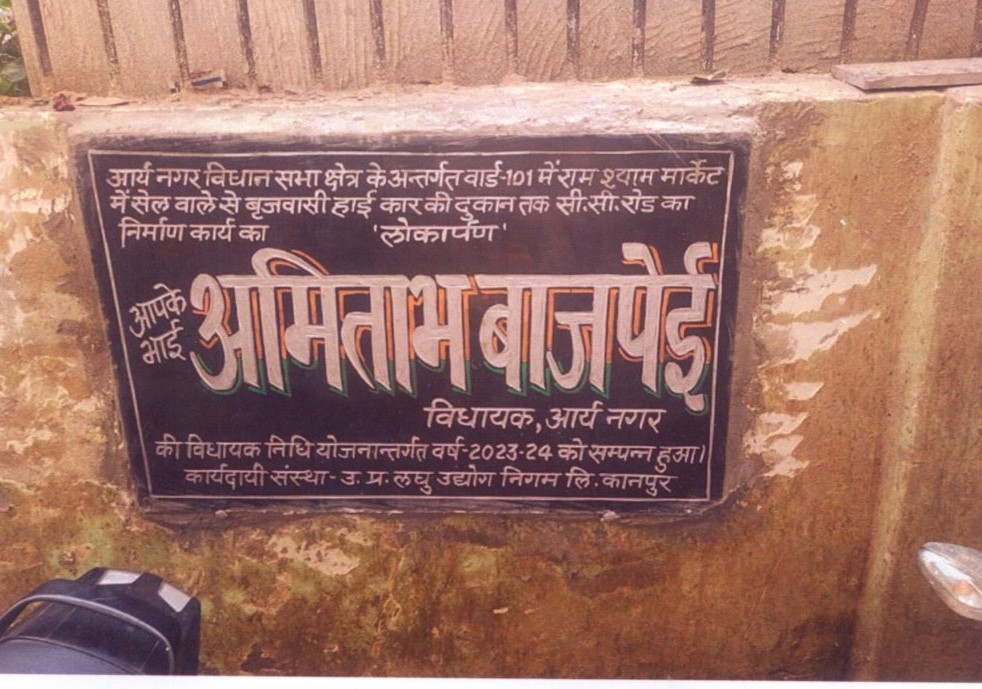 आर्य नगर विधान सभा क्षेत्र के अन्तर्गत वार्ड-101 में राम श्याम मार्केट
में सेल वाले से बृजवासी हाई कार की दुकान तक सी.सी. रोड का
निर्माण कार्य का 'लोकार्पण'
आपके
भाई
अमिताभ बाजपेई
विधायक, आर्य नगर
की विधायक निधि योजनान्तर्गत वर्ष-2023-24 को सम्पन्न हुआ।
कार्यदायी संस्था- उ. प्र. लघु उद्योग निगम लि. कानपुर